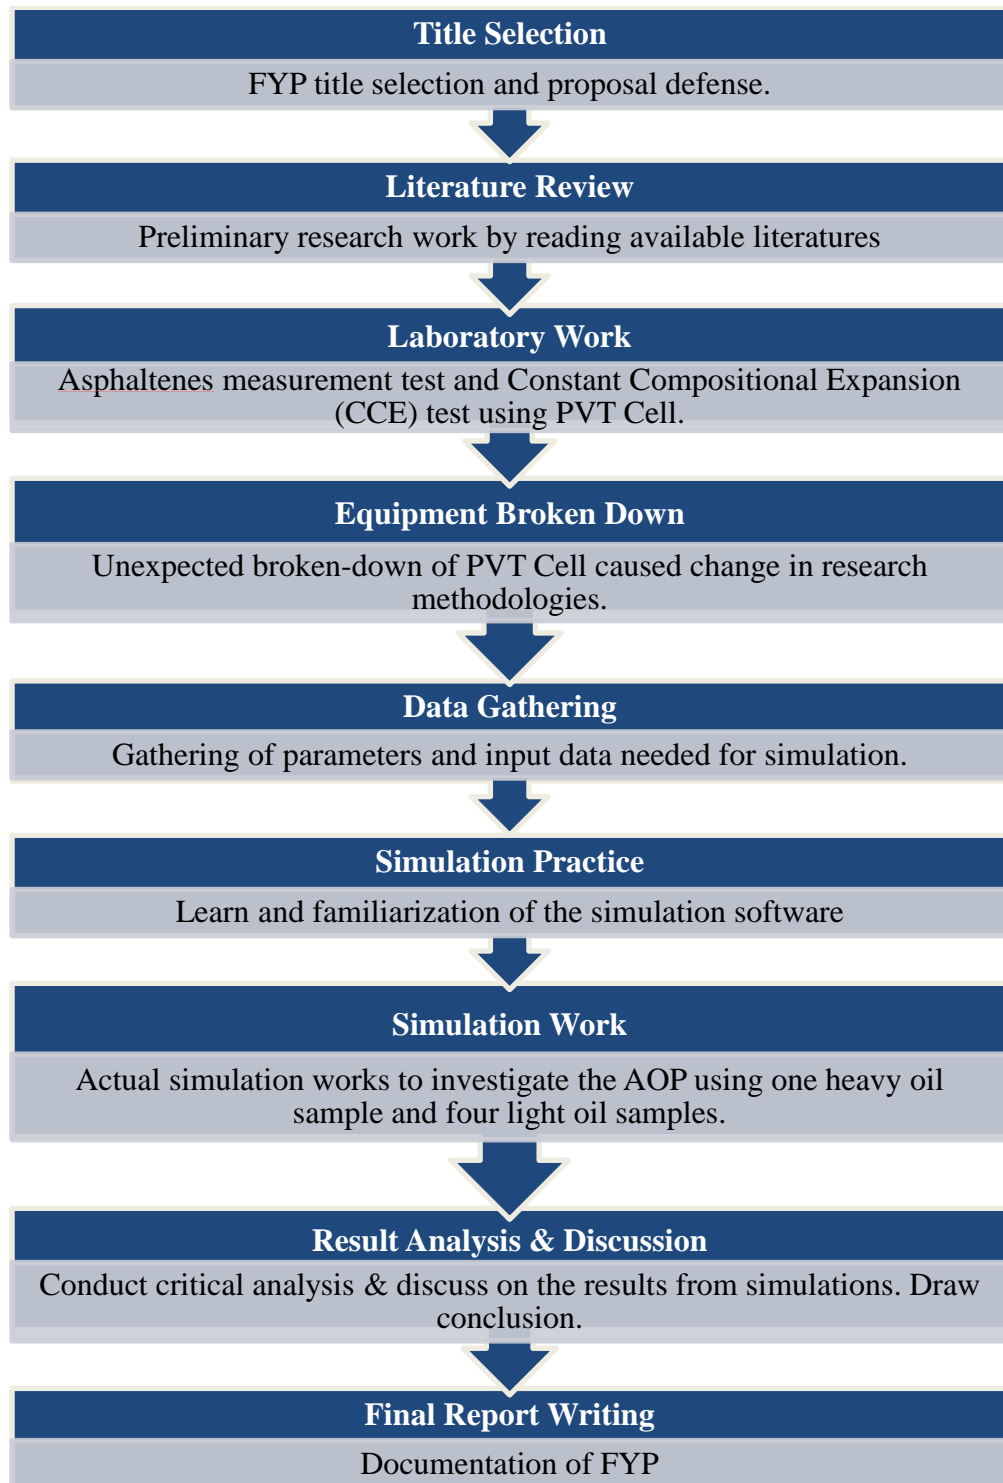 Title Selection
FYP title selection and proposal defense.
Literature Review
Preliminary research work by reading available literatures
Laboratory Work
Asphaltenes measurement test and Constant Compositional Expansion
(CCE) test using PVT Cell.
Equipment Broken Down
Unexpected broken-down of PVT Cell caused change in research
methodologies.
Data Gathering
Gathering of parameters and input data needed for simulation.
Simulation Practice
Learn and familiarization of the simulation software
Simulation Work
Actual simulation works to investigate the AOP using one heavy oil
sample and four light oil samples.
Result Analysis & Discussion
Conduct critical analysis & discuss on the results from simulations. Draw
conclusion.
Final Report Writing
Documentation of FYP